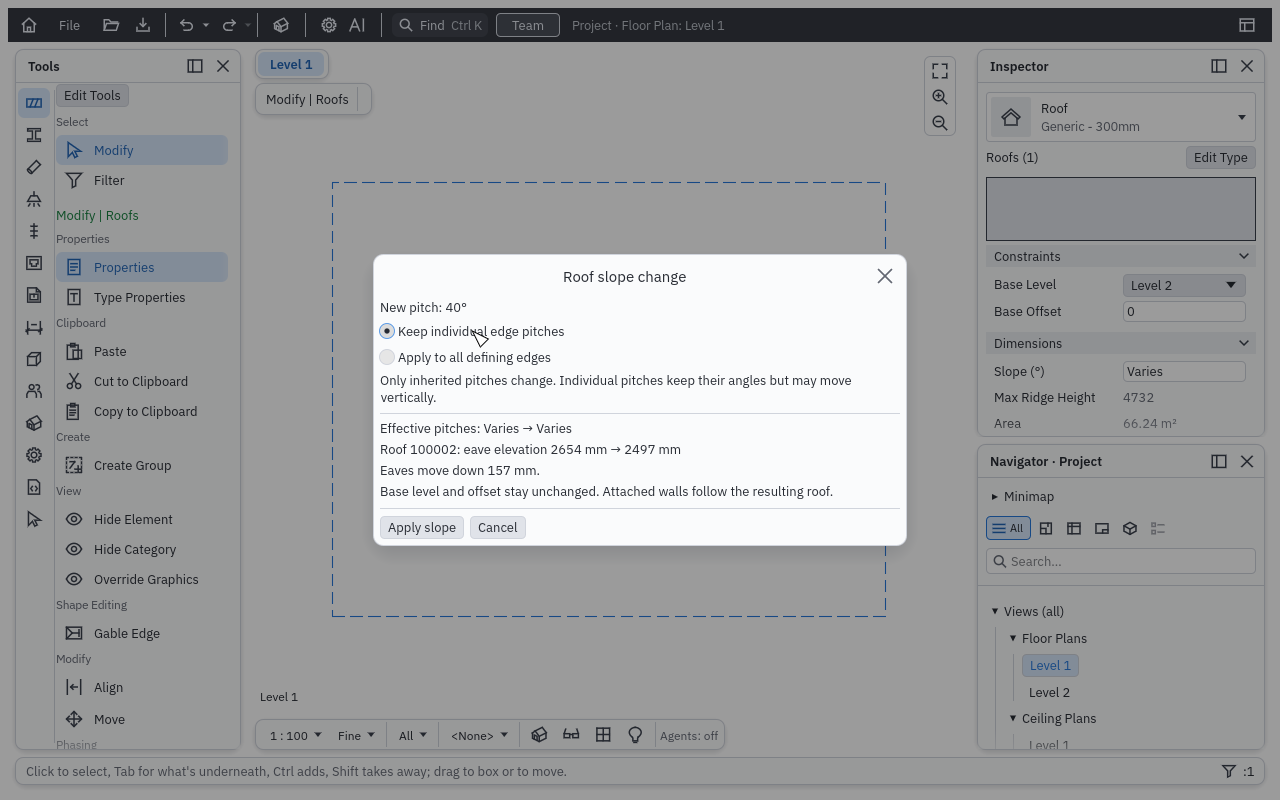 File
Find Ctrl K
Team
Project · Floor Plan: Level 1
Tools
Edit Tools
Select
Modify
Filter
Modify | Roofs
Properties
Properties
Type Properties
Clipboard
Paste
Cut to Clipboard
Copy to Clipboard
Create
Create Group
View
Hide Element
Hide Category
Override Graphics
Shape Editing
Gable Edge
Modify
Align
Move
Phasing
Level 1
Modify | Roofs
Roof slope change
New pitch: 40°
Keep individual edge pitches
Apply to all defining edges
Only inherited pitches change. Individual pitches keep their angles but may move
vertically.
Effective pitches: Varies → Varies
Roof 100002: eave elevation 2654 mm → 2497 mm
Eaves move down 157 mm.
Base level and offset stay unchanged. Attached walls follow the resulting roof.
Apply slope
Cancel
Level 1
1 : 100
Fine
All
<None>
Agents: off
Inspector
Roof
Generic - 300mm
Roofs (1)
Edit Type
Constraints
Base Level
Level 2
Base Offset
0
Dimensions
Slope (°)
Varies
Max Ridge Height
4732
Area
66.24 m²
Navigator · Project
Minimap
All
Search...
Views (all)
Floor Plans
Level 1
Level 2
Ceiling Plans
Level 1
Click to select, Tab for what's underneath, Ctrl adds, Shift takes away; drag to box or to move.
:1